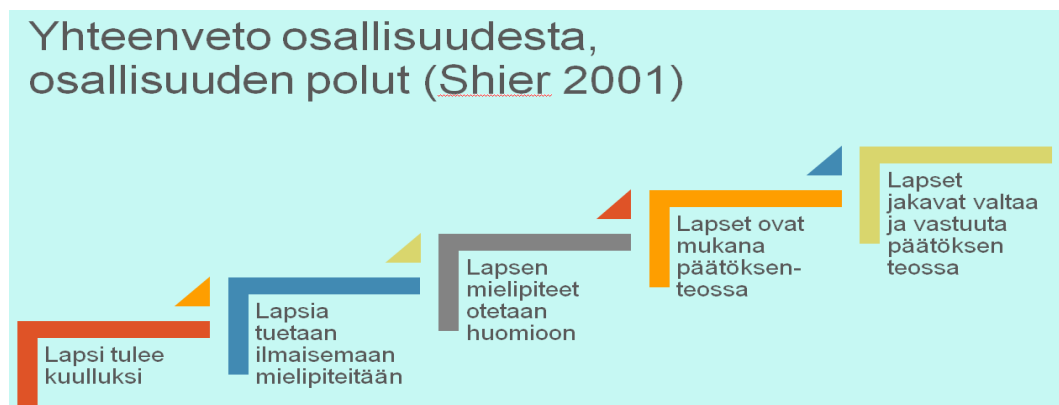 Yhteenveto osallisuudesta,
osallisuuden polut (Shier 2001)
Lapsi tulee
kuulluksi
Lapsia
tuetaan
ilmaisemaan
mielipiteitään
Lapsen
mielipiteet
otetaan
huomioon
Lapset ovat
mukana
päätöksen-
teossa
Lapset
jakavat valtaa
ja vastuuta
päätöksen
teossa